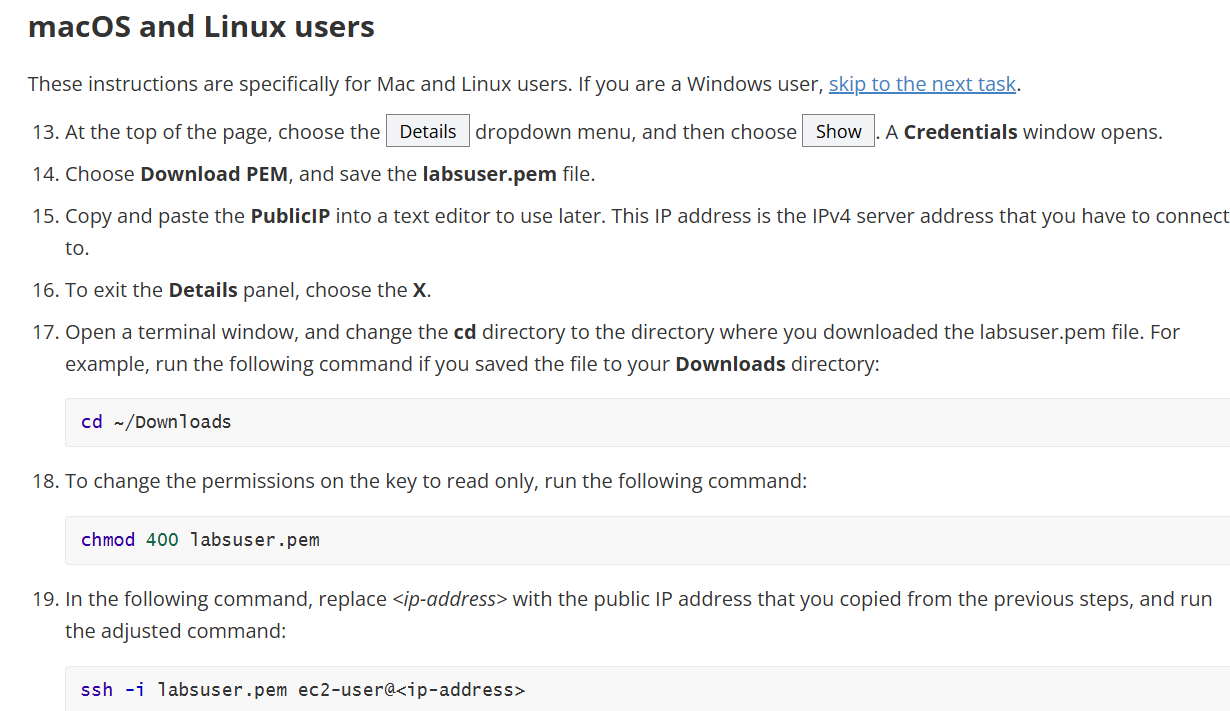 macOS and Linux users
These instructions are specifically for Mac and Linux users. If you are a Windows user, skip to the next task.
13. At the top of the page, choose the Details dropdown menu, and then choose Show . A Credentials window opens.
14. Choose Download PEM, and save the labsuser.pem file.
15. Copy and paste the PublicIP into a text editor to use later. This IP address is the IPv4 server address that you have to connect
to.
16. To exit the Details panel, choose the X.
17. Open a terminal window, and change the cd directory to the directory where you downloaded the labsuser.pem file. For
example, run the following command if you saved the file to your Downloads directory:
cd ~/Downloads
18. To change the permissions on the key to read only, run the following command:
chmod 400 labsuser.pem
19. In the following command, replace <ip-address> with the public IP address that you copied from the previous steps, and run
the adjusted command:
ssh -i labsuser.pem ec2-user@<ip-address>